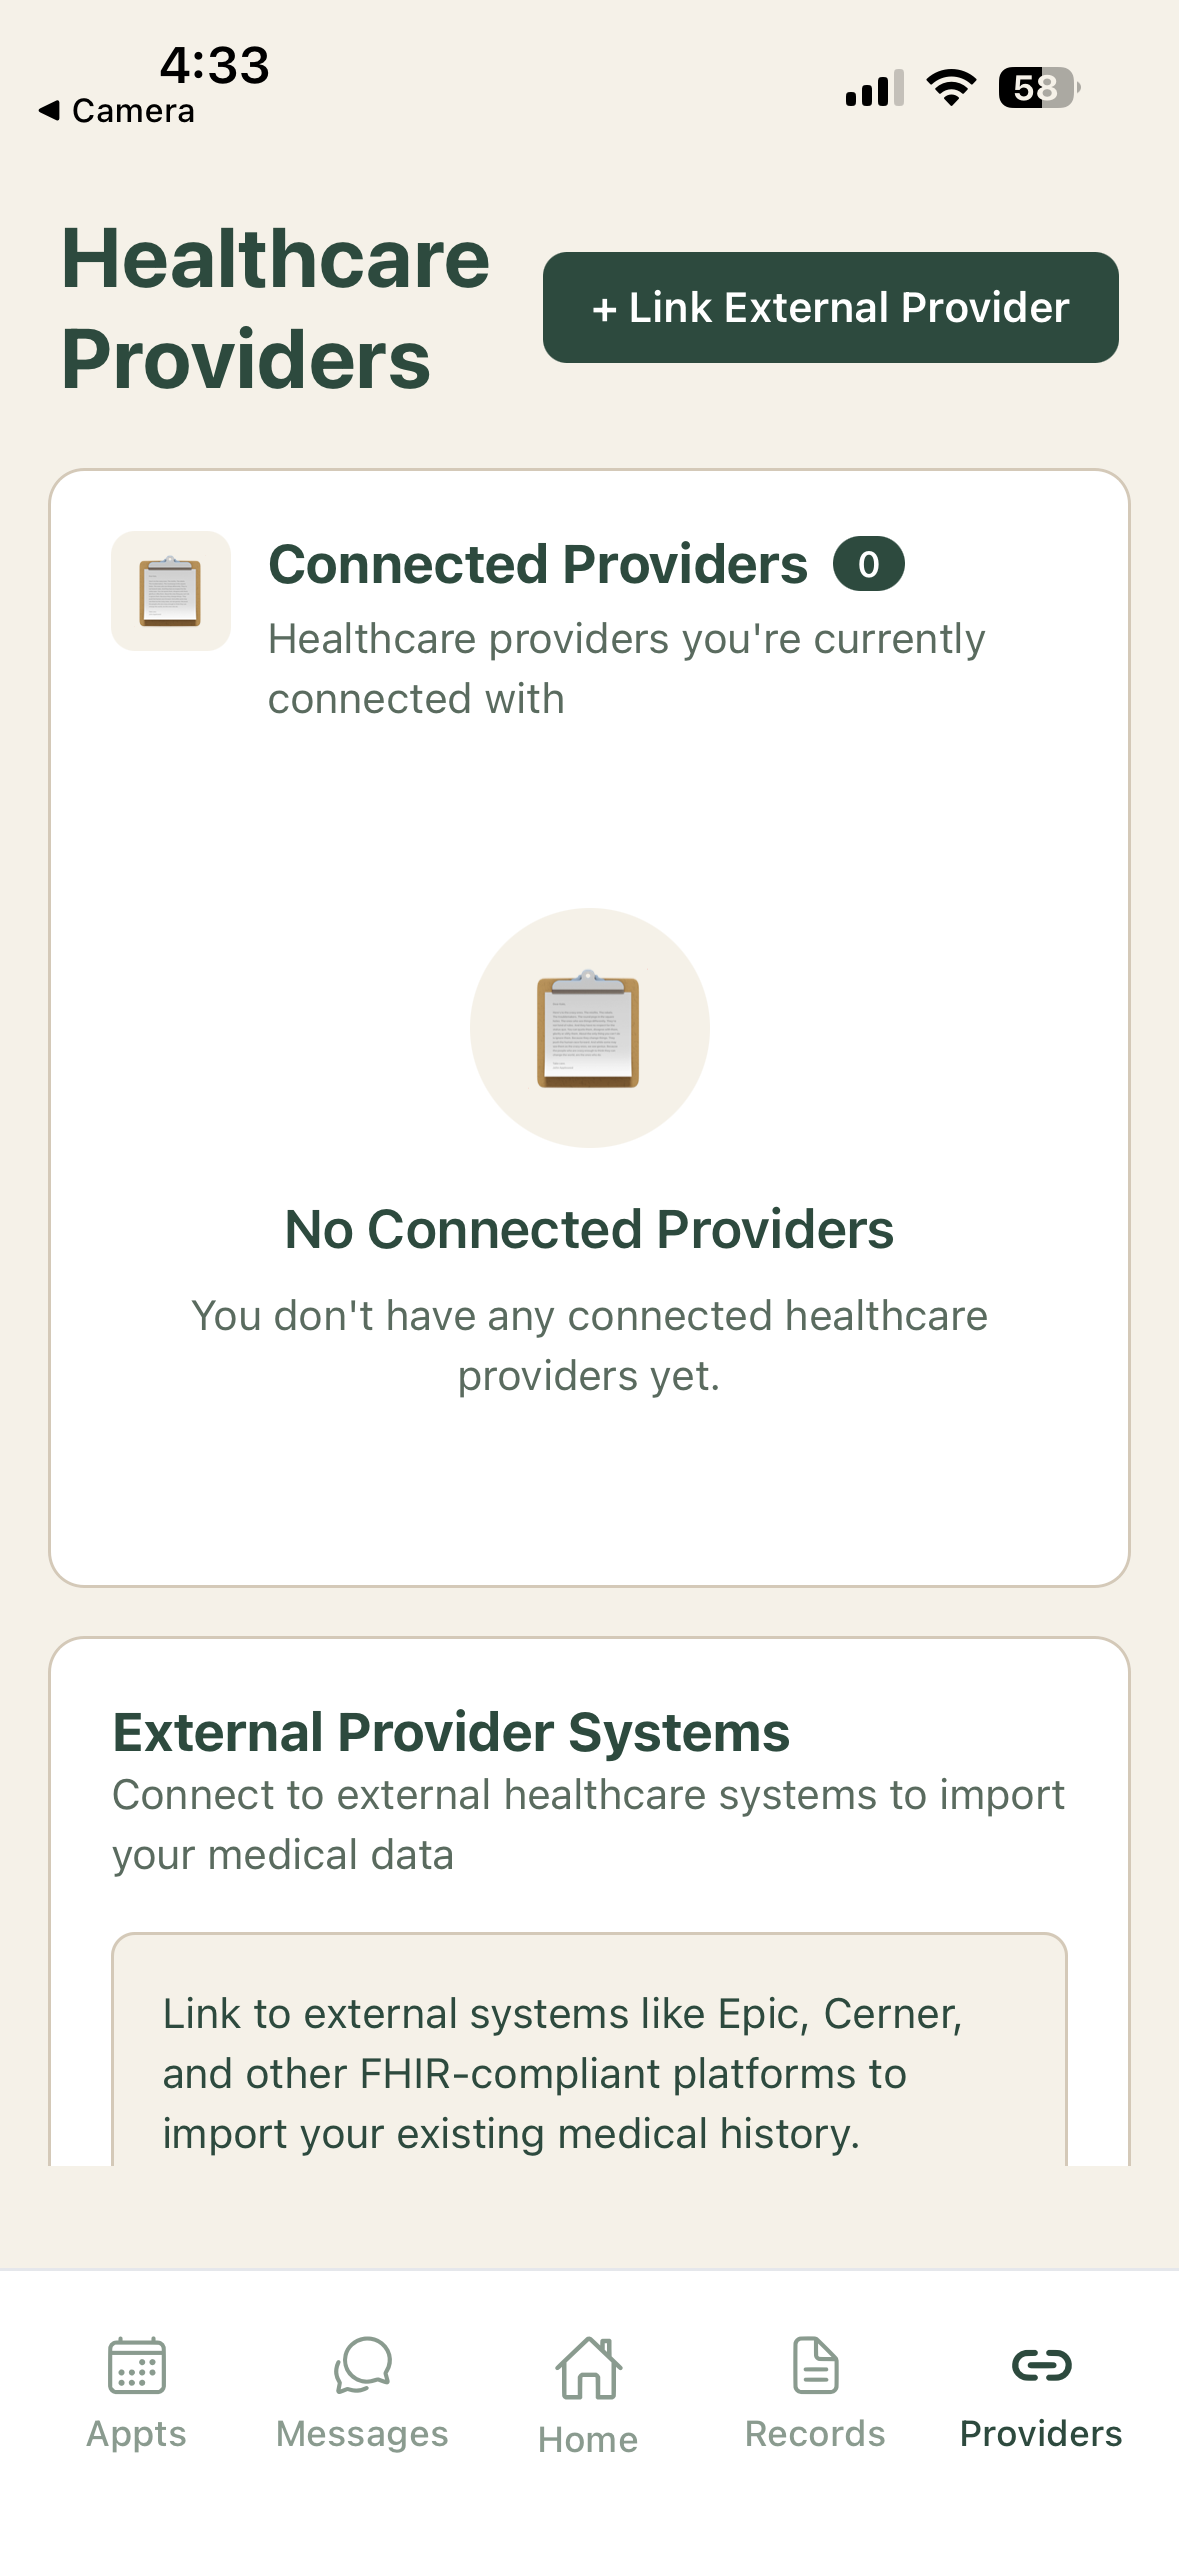 4:33
◀ Camera
58
Healthcare
Providers
+ Link External Provider
Connected Providers 0
Healthcare providers you're currently
connected with
No Connected Providers
You don't have any connected healthcare
providers yet.
External Provider Systems
Connect to external healthcare systems to import
your medical data
Link to external systems like Epic, Cerner,
and other FHIR-compliant platforms to
import your existing medical history.
Appts
Messages
Home
Records
Providers